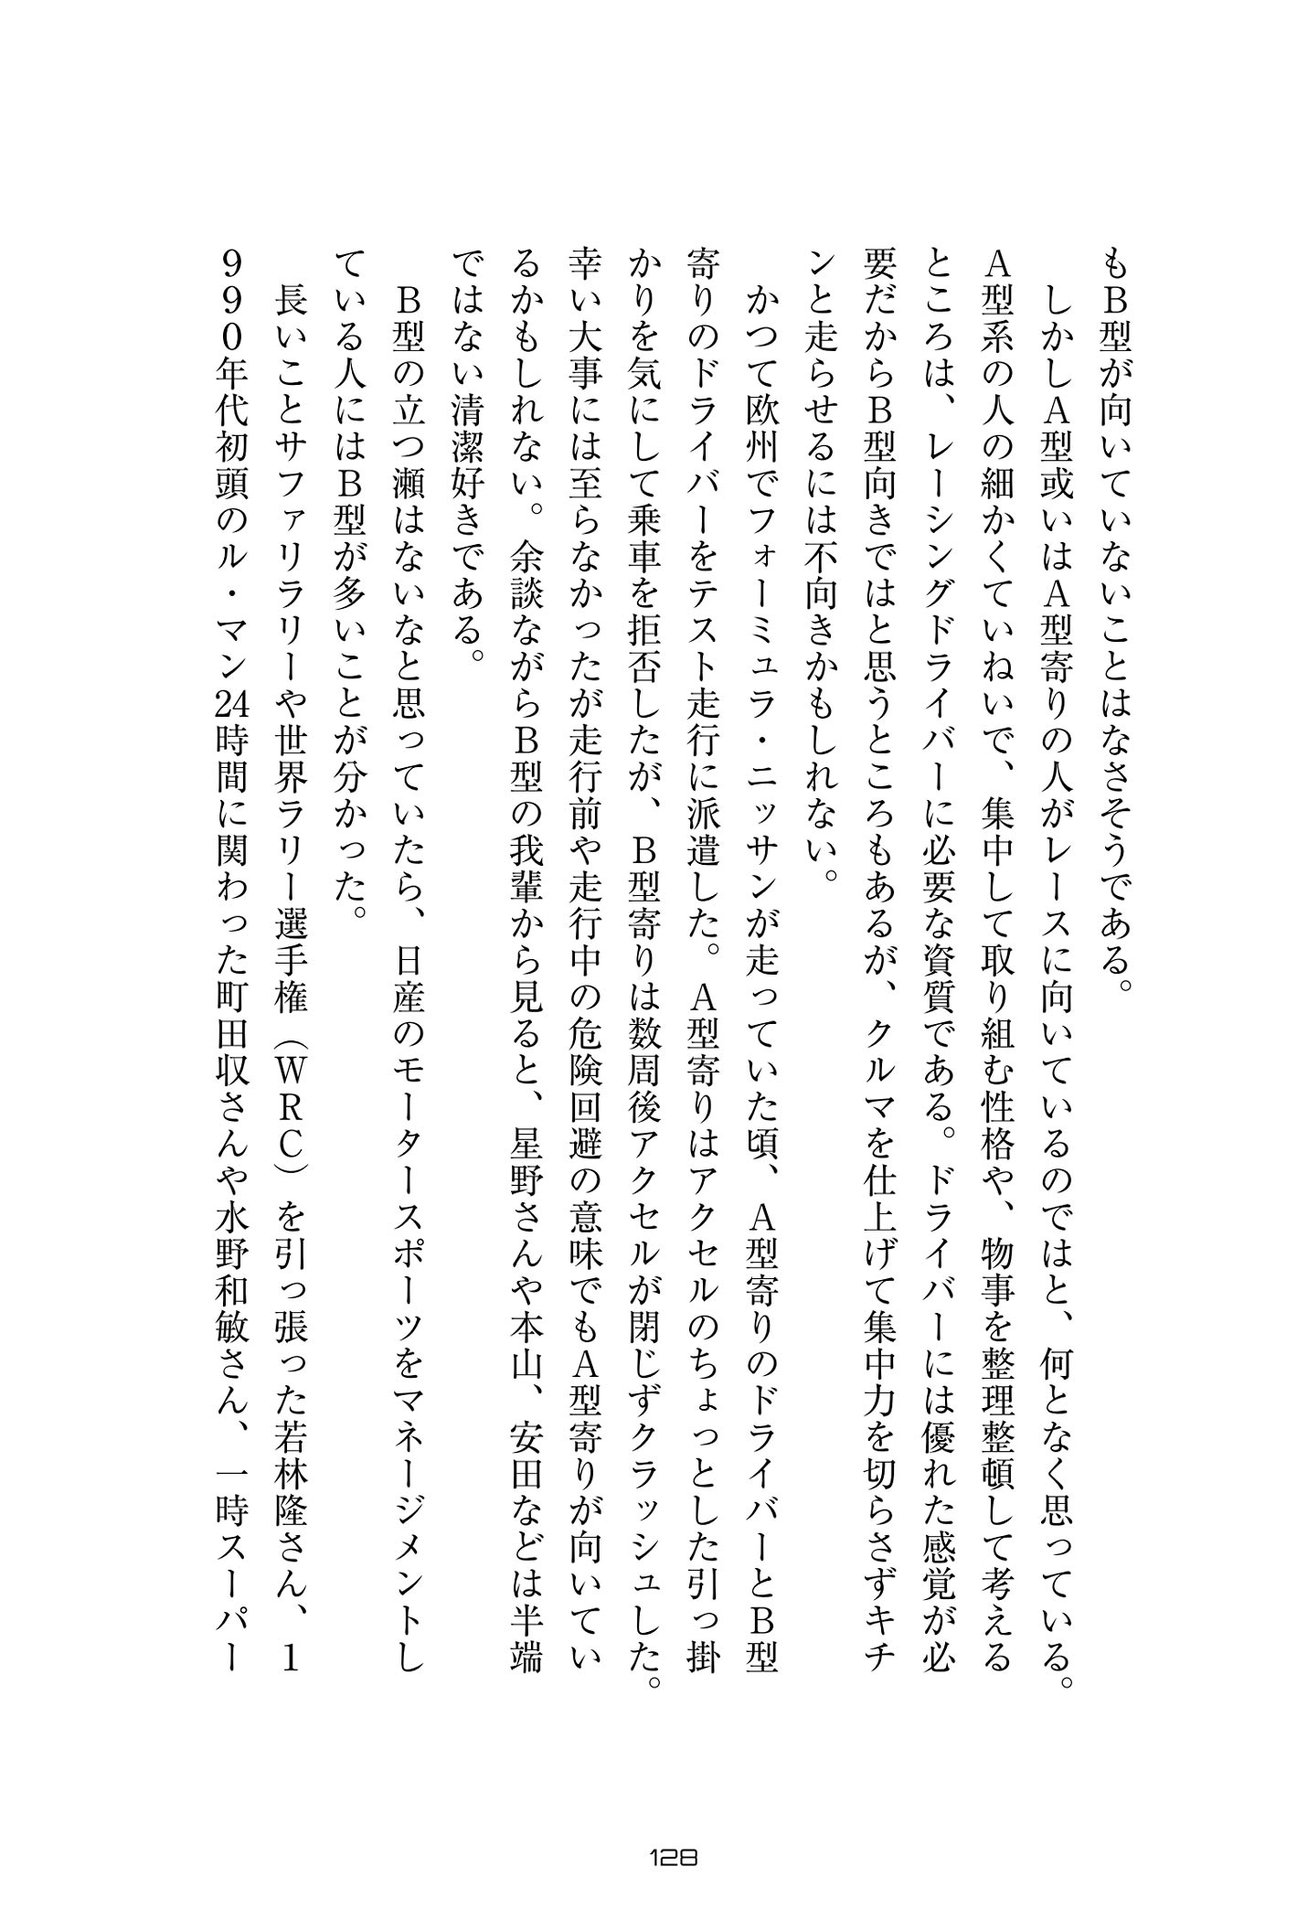 もB型が向いていないことはなさそうである。
しかしA型或いはA型寄りの人がレースに向いているのではと、何となく思っている。
A型系の人の細かくていねいで、集中して取り組む性格や、物事を整理整頓して考える
ところは、レーシングドライバーに必要な資質である。ドライバーには優れた感覚が必
要だからB型向きではと思うところもあるが、クルマを仕上げて集中力を切らさずキチ
ンと走らせるには不向きかもしれない。
かつて欧州でフォーミュラ・ニッサンが走っていた頃、A型寄りのドライバーとB型
寄りのドライバーをテスト走行に派遣した。A型寄りはアクセルのちょっとした引っ掛
かりを気にして乗車を拒否したが、B型寄りは数周後アクセルが閉じずクラッシュした。
幸い大事には至らなかったが走行前や走行中の危険回避の意味でもA型寄りが向いてい
るかもしれない。余談ながらB型の我輩から見ると、星野さんや本山、安田などは半端
ではない清潔好きである。
B型の立つ瀬はないなと思っていたら、日産のモータースポーツをマネージメントし
ている人にはB型が多いことが分かった。
長いことサファリラリーや世界ラリー選手権（WRC）を引っ張った若林隆さん、1
990年代初頭のル・マン24時間に関わった町田収さんや水野和敏さん、一時スーパー
128